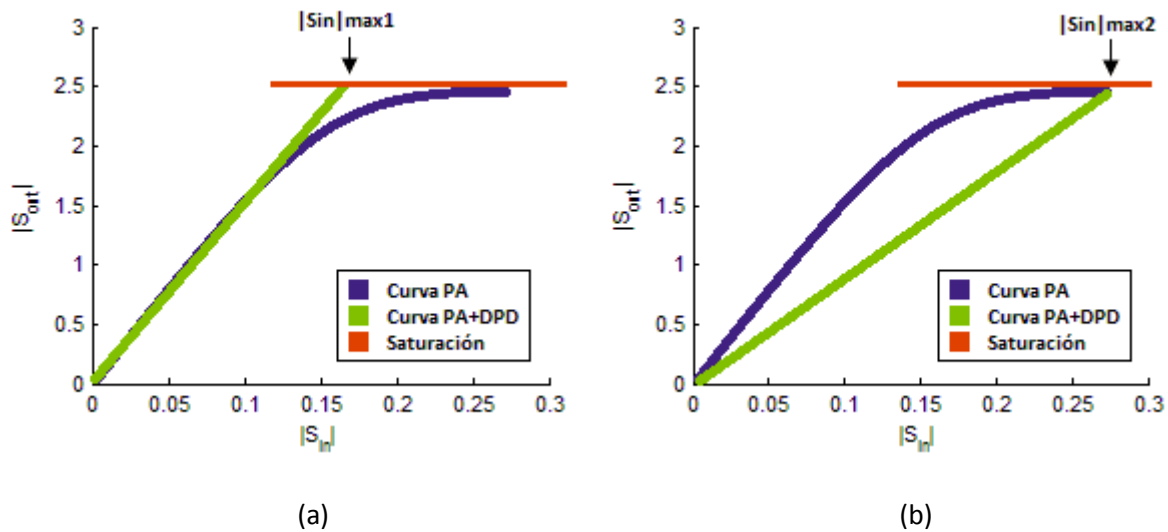 |Sin|max1
3
2.5
2
1.5
1
0.5
0
|Sout|
Curva PA
Curva PA+DPD
Saturación
0 0.05 0.1 0.15 0.2 0.25 0.3
|Sin|
(a)
|Sin|max2
3
2.5
2
1.5
1
0.5
0
|Sout|
Curva PA
Curva PA+DPD
Saturación
0 0.05 0.1 0.15 0.2 0.25 0.3
|Sin|
(b)